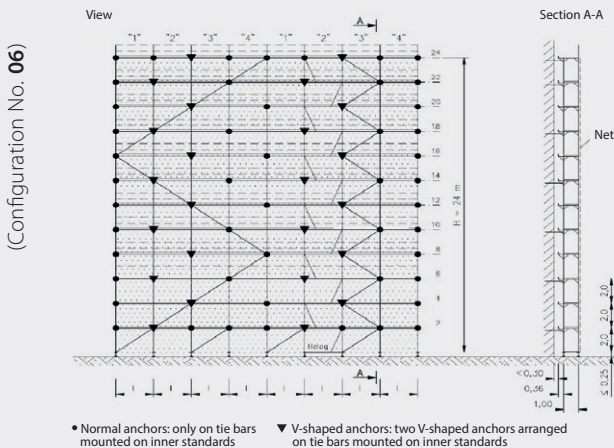 (Configuration No. 06)
View
Section A-A
A
"1" "2" "3" "4" "1" "2" "3" "4"
24
22
20
18
16
14
12
10
8
6
4
2
H = 24 m
Net
2.0
2.0
2.0
≤ 0.25
A
<0,30
0,36
1,00
l l l l l l l l
• Normal anchors: only on tie bars
mounted on inner standards
▼ V-shaped anchors: two V-shaped anchors arranged
on tie bars mounted on inner standards